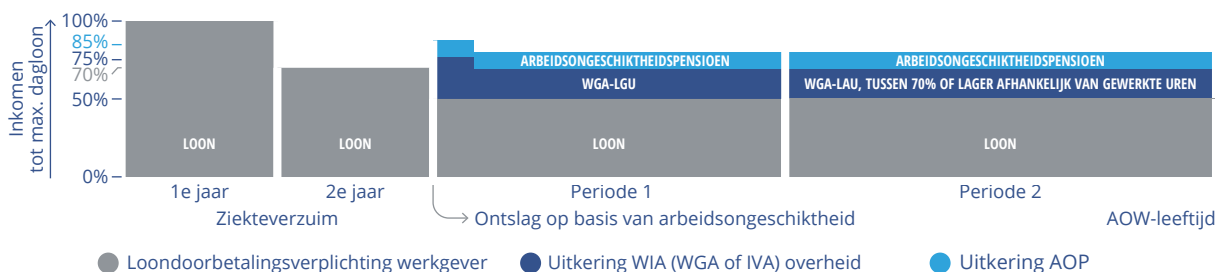 Inkomen
tot max. dagloon
100%
85%
75%
70%
50%
0%
LOON
LOON
ARBEIDSONGESCHIKTHEIDSPENSIOEN
WGA-LGU
LOON
ARBEIDSONGESCHIKTHEIDSPENSIOEN
WGA-LAU, TUSSEN 70% OF LAGER AFHANKELIJK VAN GEWERKTE UREN
LOON
1e jaar
2e jaar
Periode 1
Periode 2
Ziekteverzuim
Ontslag op basis van arbeidsongeschiktheid
AOW-leeftijd
Loondoorbetalingsverplichting werkgever
Uitkering WIA (WGA of IVA) overheid
Uitkering AOP